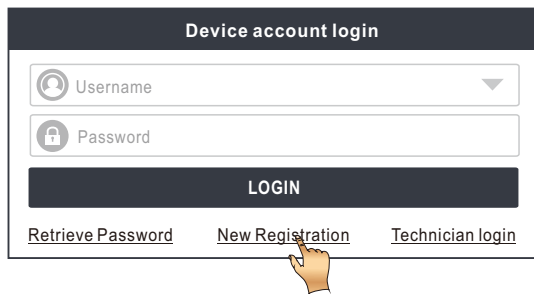 Device account login
Username
Password
LOGIN
Retrieve Password New Registration Technician login